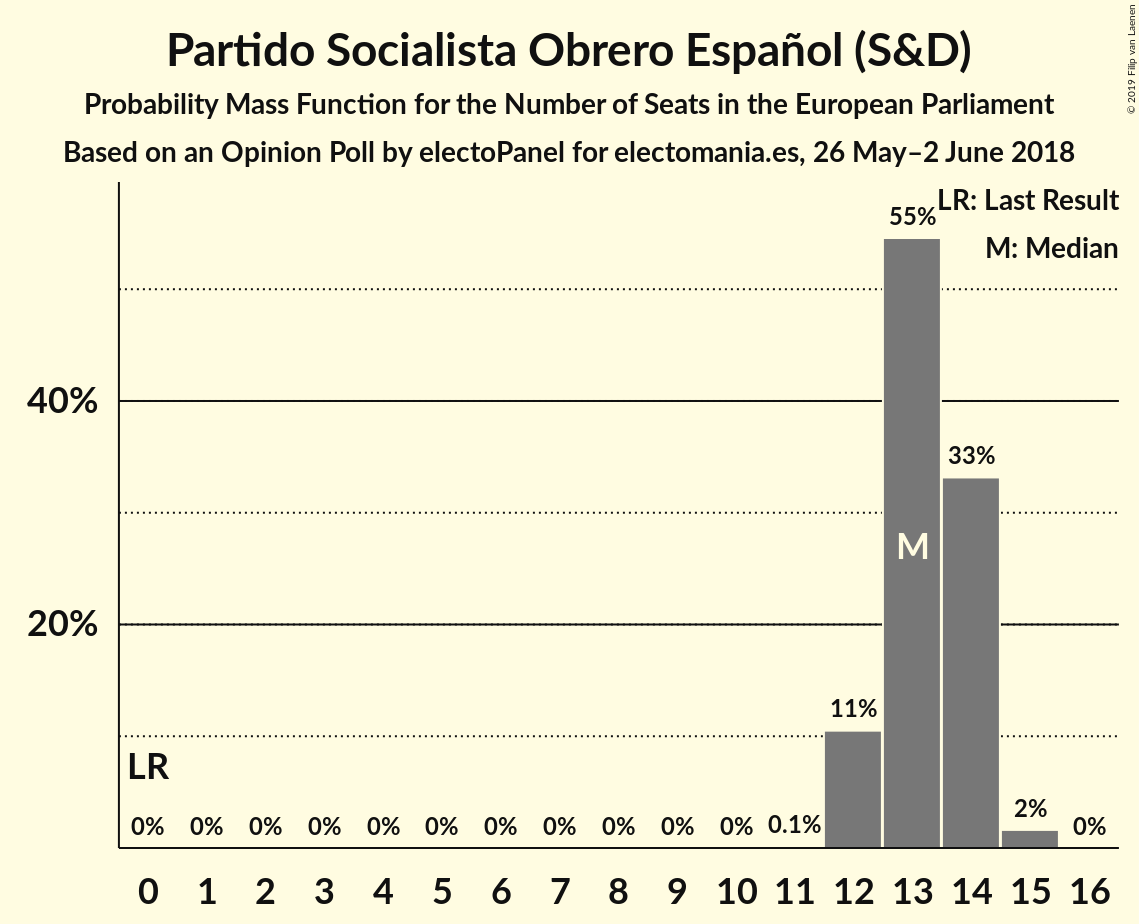 Partido Socialista Obrero Español (S&D)
Probability Mass Function for the Number of Seats in the European Parliament
Based on an Opinion Poll by electoPanel for electomania.es, 26 May–2 June 2018
© 2019 Filip van Laenen
LR: Last Result
M: Median
55%
40%
33%
M
20%
11%
LR
0% 0% 0% 0% 0% 0% 0% 0% 0% 0% 0% 0.1% 2% 0%
0 1 2 3 4 5 6 7 8 9 10 11 12 13 14 15 16